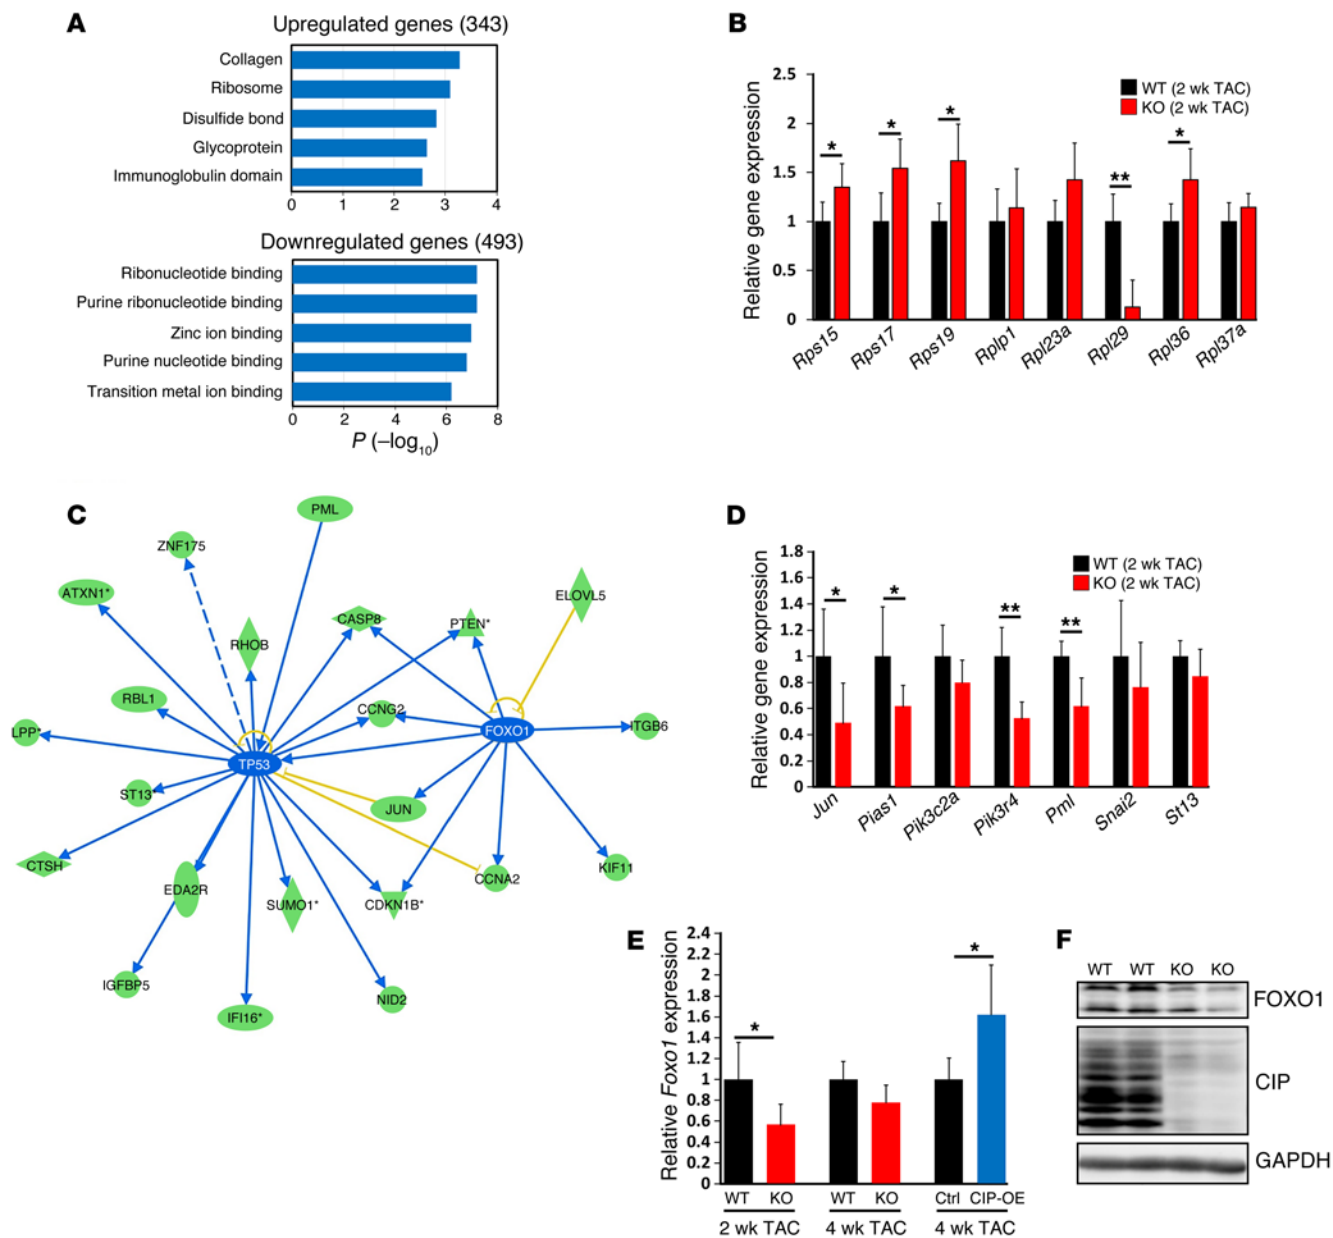 A
Upregulated genes (343)
Collagen
Ribosome
Disulfide bond
Glycoprotein
Immunoglobulin domain
0 1 2 3 4
Downregulated genes (493)
Ribonucleotide binding
Purine ribonucleotide binding
Zinc ion binding
Purine nucleotide binding
Transition metal ion binding
0 2 4 6 8
P (–log10)
B
Relative gene expression
2.5
2
1.5
1
0.5
0
WT (2 wk TAC)
KO (2 wk TAC)
* * * ** *
Rps15 Rps17 Rps19 Rplp1 Rpl23a Rpl29 Rpl36 Rpl37a
C
PML
ZNF175
ATXN1*
ELOVL5
CASP8
PTEN*
RHOB
RBL1
CCNG2
LPP*
FOXO1
ITGB6
TP53
ST13*
JUN
CTSH
KIF11
CCNA2
EDA2R
SUMO1*
CDKN1B*
IGFBP5
NID2
IFI16*
D
Relative gene expression
1.8
1.6
1.4
1.2
1
0.8
0.6
0.4
0.2
0
WT (2 wk TAC)
KO (2 wk TAC)
* * ** **
Jun Pias1 Pik3c2a Pik3r4 Pml Snai2 St13
E
Relative Foxo1 expression
2.4
2.2
2
1.8
1.6
1.4
1.2
1
0.8
0.6
0.4
0.2
0
* *
WT KO WT KO Ctrl CIP-OE
2 wk TAC 4 wk TAC 4 wk TAC
F
WT WT KO KO
FOXO1
CIP
GAPDH